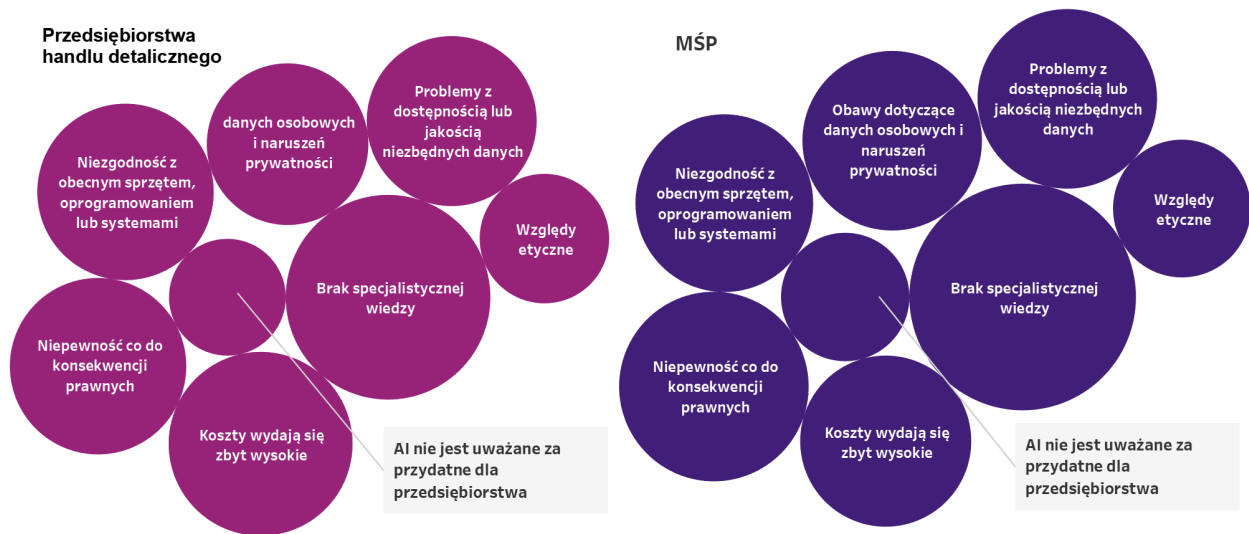 Przedsiębiorstwa
handlu detalicznego
Problemy z
dostępnością lub
jakością
niezbędnych danych
danych osobowych
i naruszeń
prywatności
Niezgodność z
obecnym sprzętem,
oprogramowaniem
lub systemami
Względy
etyczne
Brak specjalistycznej
wiedzy
Niepewność co do
konsekwencji
prawnych
Koszty wydają się
zbyt wysokie
AI nie jest uważane za
przydatne dla
przedsiębiorstwa
MŚP
Problemy z
dostępnością lub
jakością niezbędnych
danych
Obawy dotyczące
danych osobowych i
naruszeń
prywatności
Niezgodność z
obecnym sprzętem,
oprogramowaniem
lub systemami
Względy
etyczne
Brak specjalistycznej
wiedzy
Niepewność co do
konsekwencji
prawnych
Koszty wydają się
zbyt wysokie
AI nie jest uważane za
przydatne dla
przedsiębiorstwa